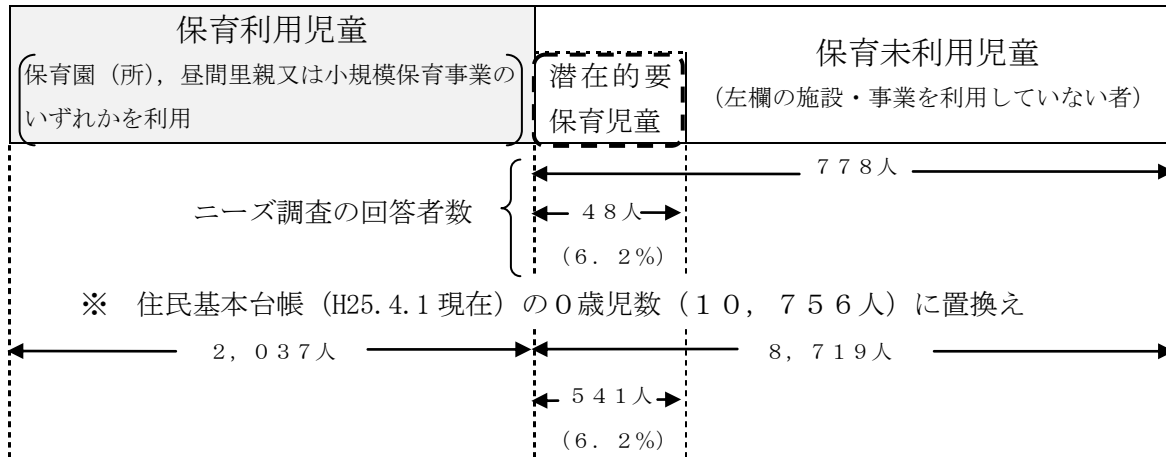 保育利用児童
保育園（所），昼間里親又は小規模保育事業の
いずれかを利用
潜在的要
保育児童
保育未利用児童
（左欄の施設・事業を利用していない者）
７７８人
ニーズ調査の回答者数
４８人
（６．２％）
※　住民基本台帳（H25.4.1 現在）の０歳児数（１０，７５６人）に置換え
２，０３７人
８，７１９人
５４１人
（６．２％）